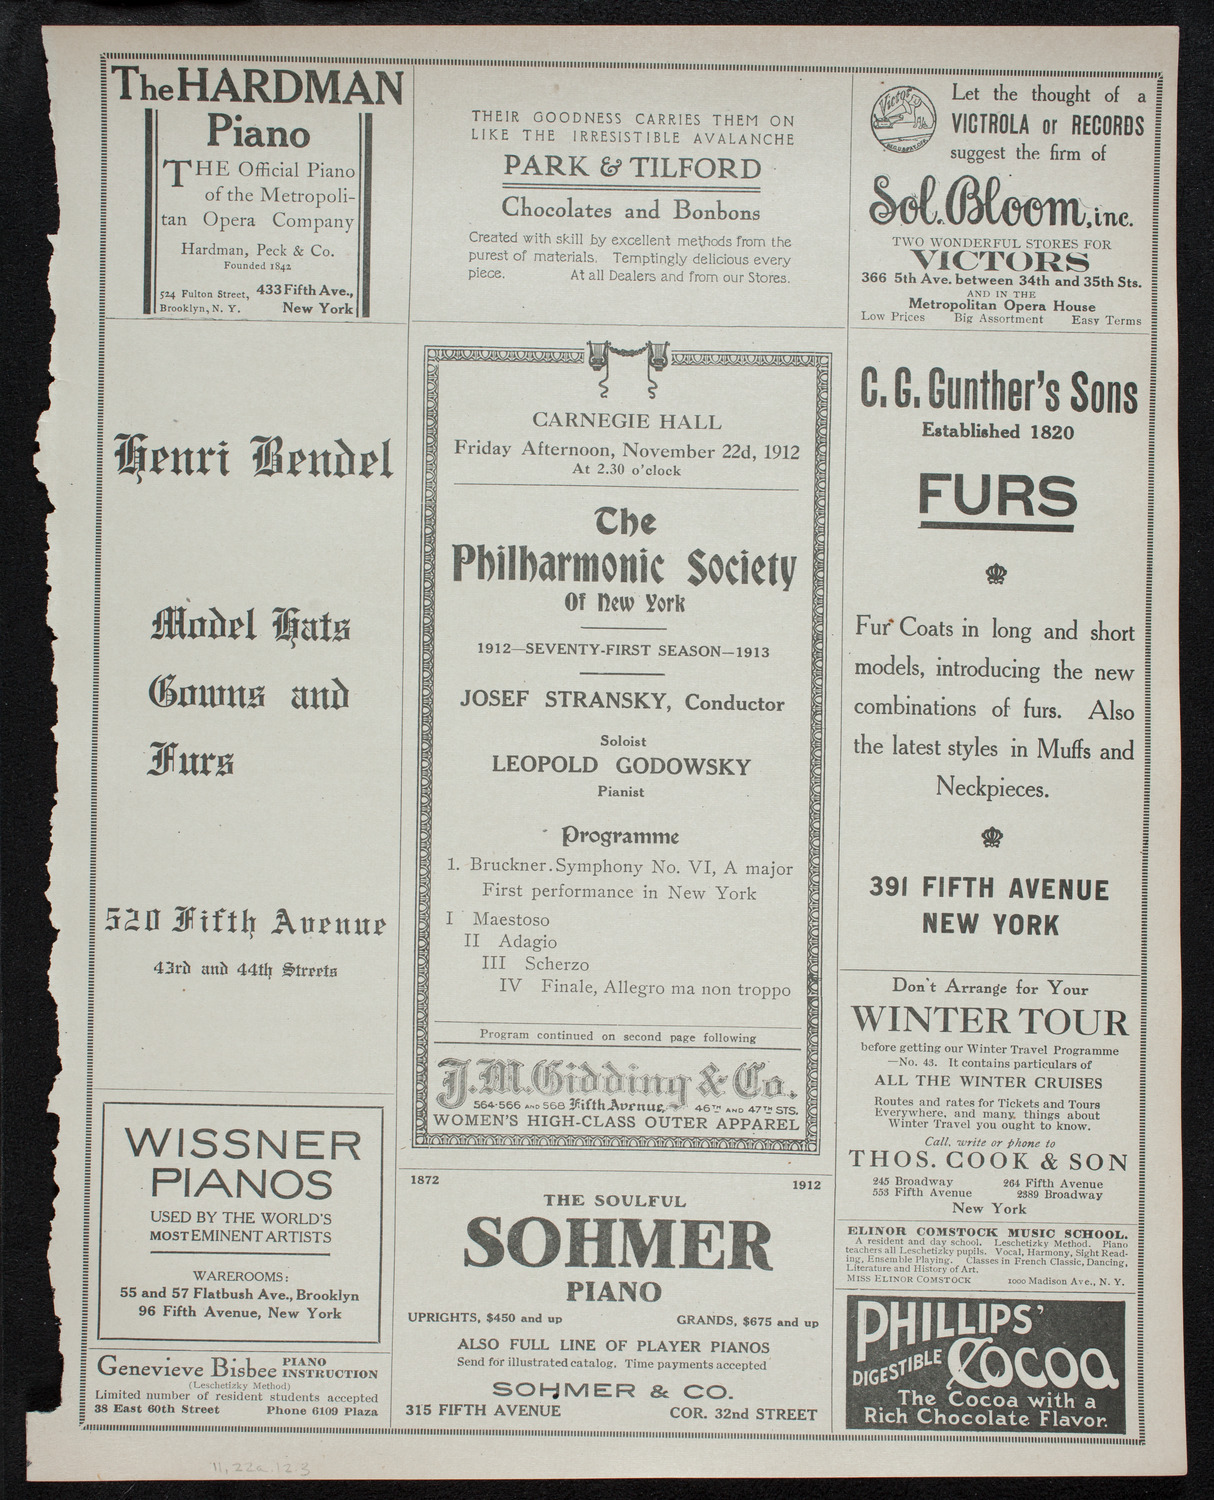 The HARDMAN
Piano
THE Official Piano
of the Metropoli-
tan Opera Company
Hardman, Peck & Co.
Founded 1842
524 Fulton Street, 433 Fifth Ave.,
Brooklyn, N. Y. New York
THEIR GOODNESS CARRIES THEM ON
LIKE THE IRRESISTIBLE AVALANCHE
PARK & TILFORD
Chocolates and Bonbons
Created with skill by excellent methods from the
purest of materials. Temptingly delicious every
piece. At all Dealers and from our Stores.
Victor
Let the thought of a
VICTROLA or RECORDS
suggest the firm of
Sol. Bloom, inc.
TWO WONDERFUL STORES FOR
VICTORS
366 5th Ave. between 34th and 35th Sts.
AND IN THE
Metropolitan Opera House
Low Prices Big Assortment Easy Terms
Henri Bendel
Model Hats
Gowns and
Furs
520 Fifth Avenue
43rd and 44th Streets
WISSNER
PIANOS
USED BY THE WORLD'S
MOST EMINENT ARTISTS
WAREROOMS:
55 and 57 Flatbush Ave., Brooklyn
96 Fifth Avenue, New York
Genevieve Bisbee PIANO
INSTRUCTION
(Leschetizky Method)
Limited number of resident students accepted
38 East 60th Street Phone 6109 Plaza
CARNEGIE HALL
Friday Afternoon, November 22d, 1912
At 2.30 o'clock
The
Philharmonic Society
Of New York
1912—SEVENTY-FIRST SEASON—1913
JOSEF STRANSKY, Conductor
Soloist
LEOPOLD GODOWSKY
Pianist
Programme
1. Bruckner. Symphony No. VI, A major
First performance in New York
I Maestoso
II Adagio
III Scherzo
IV Finale, Allegro ma non troppo
Program continued on second page following
J. M. Gidding & Co.
564-566 AND 568 Fifth Avenue, 46TH AND 47TH STS.
WOMEN'S HIGH-CLASS OUTER APPAREL
1872 1912
THE SOULFUL
SOHMER
PIANO
UPRIGHTS, $450 and up GRANDS, $675 and up
ALSO FULL LINE OF PLAYER PIANOS
Send for illustrated catalog. Time payments accepted
SOHMER & CO.
315 FIFTH AVENUE COR. 32nd STREET
C. G. Gunther's Sons
Established 1820
FURS
Fur Coats in long and short
models, introducing the new
combinations of furs. Also
the latest styles in Muffs and
Neckpieces.
391 FIFTH AVENUE
NEW YORK
Don't Arrange for Your
WINTER TOUR
before getting our Winter Travel Programme
—No. 43. It contains particulars of
ALL THE WINTER CRUISES
Routes and rates for Tickets and Tours
Everywhere, and many things about
Winter Travel you ought to know.
Call, write or phone to
THOS. COOK & SON
245 Broadway 264 Fifth Avenue
553 Fifth Avenue 2389 Broadway
New York
ELINOR COMSTOCK MUSIC SCHOOL.
A resident and day school. Leschetizky Method. Piano
teachers all Leschetizky pupils. Vocal, Harmony, Sight Read-
ing, Ensemble Playing. Classes in French Classic, Dancing,
Literature and History of Art.
MISS ELINOR COMSTOCK 1000 Madison Ave., N. Y.
PHILLIPS'
DIGESTIBLE Cocoa
The Cocoa with a
Rich Chocolate Flavor.
11.22a.12.3